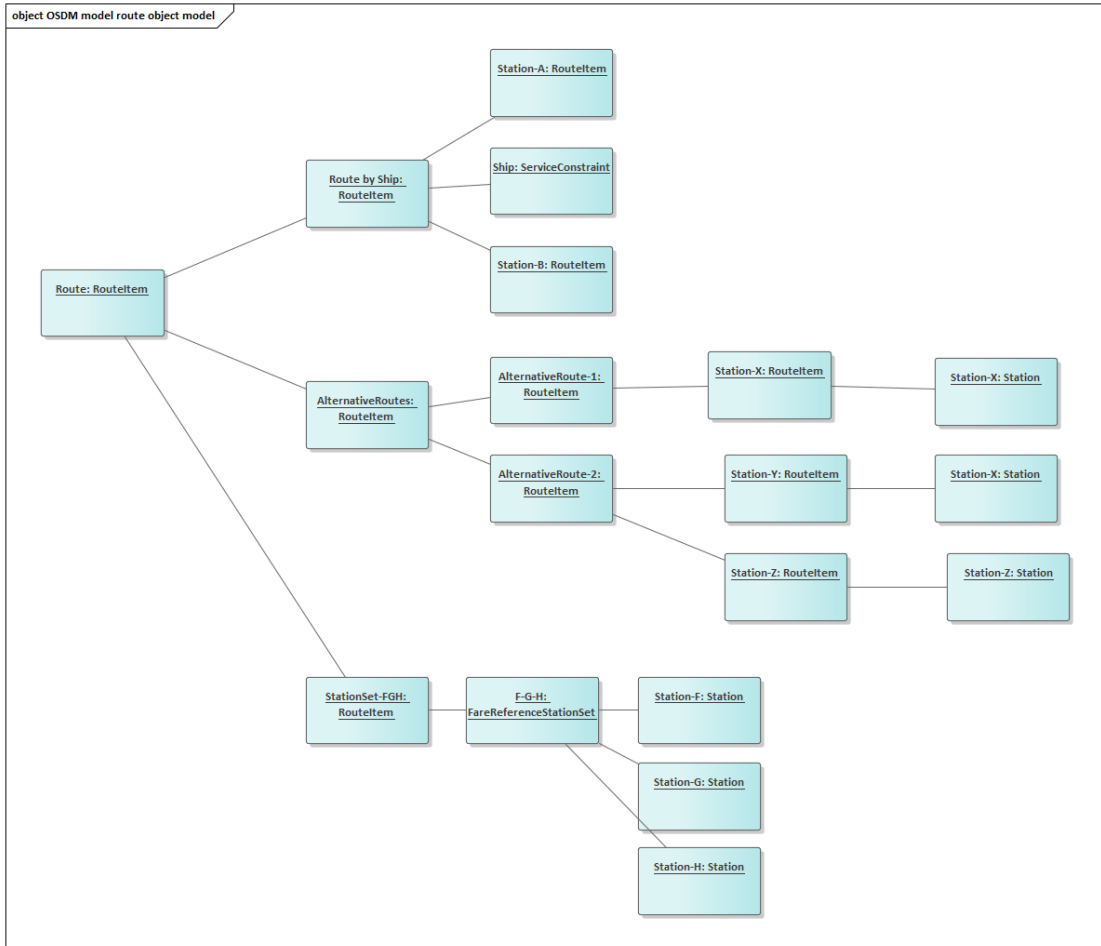 object OSDM model route object model
Station-A: RouteItem
Route by Ship:
RouteItem
Ship: ServiceConstraint
Station-B: RouteItem
Route: RouteItem
AlternativeRoutes:
RouteItem
AlternativeRoute-1:
RouteItem
Station-X: RouteItem
Station-X: Station
AlternativeRoute-2:
RouteItem
Station-Y: RouteItem
Station-X: Station
Station-Z: RouteItem
Station-Z: Station
StationSet-FGH:
RouteItem
F-G-H:
FareReferenceStationSet
Station-F: Station
Station-G: Station
Station-H: Station